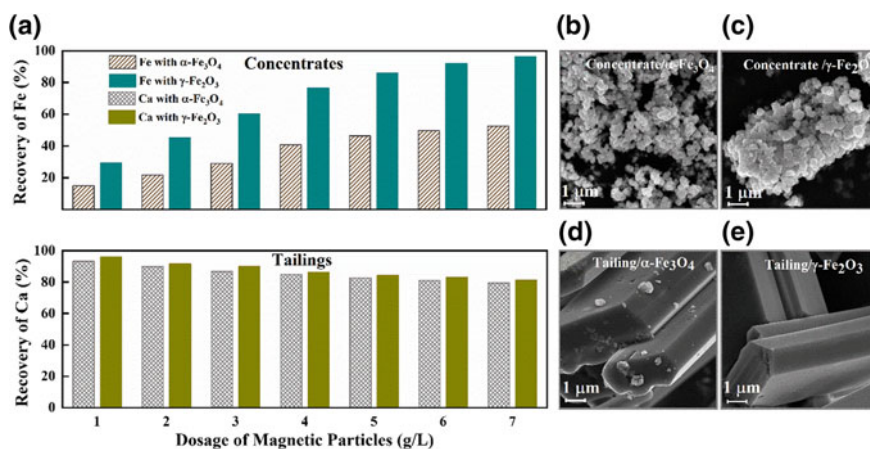 (a)
Recovery of Fe (%)
100
80
60
40
20
Fe with α-Fe₃O₄
Fe with γ-Fe₂O₃
Ca with α-Fe₃O₄
Ca with γ-Fe₂O₃
Concentrates
Recovery of Ca (%)
100
80
60
40
20
0
Tailings
1 2 3 4 5 6 7
Dosage of Magnetic Particles (g/L)
(b)
Concentrate/α-Fe₃O₄
1 μm
(c)
Concentrate /γ-Fe₂O
1 μm
(d)
Tailing/α-Fe₃O₄
1 μm
(e)
Tailing/γ-Fe₂O₃
1 μm